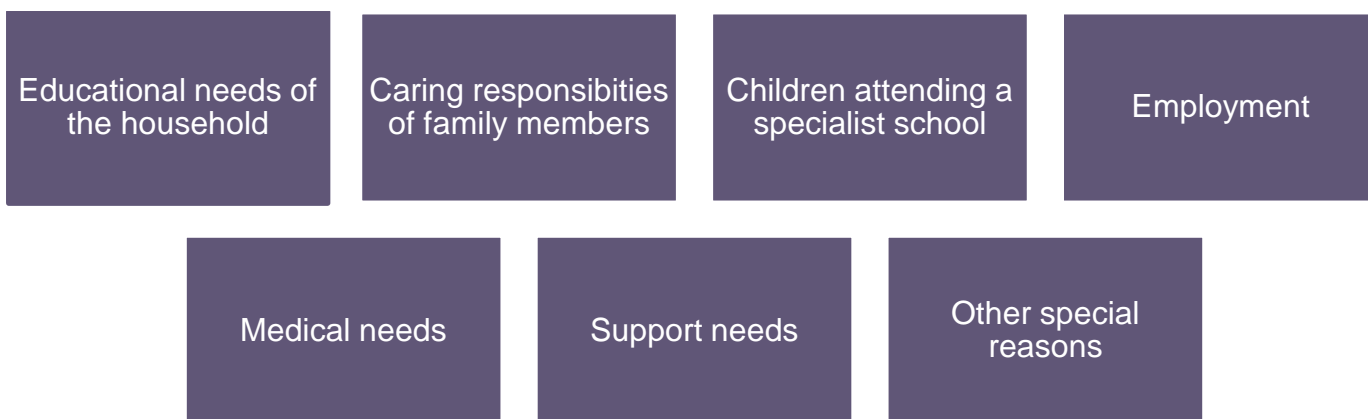 Educational needs of
the household
Caring responsibities
of family members
Children attending a
specialist school
Employment
Medical needs
Support needs
Other special
reasons